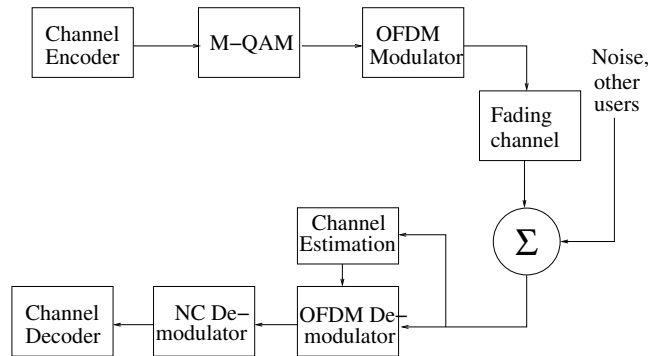 Channel
Encoder
M-QAM
OFDM
Modulator
Noise,
other
users
Fading
channel
Σ
Channel
Estimation
Channel
Decoder
NC De-
modulator
OFDM De-
modulator